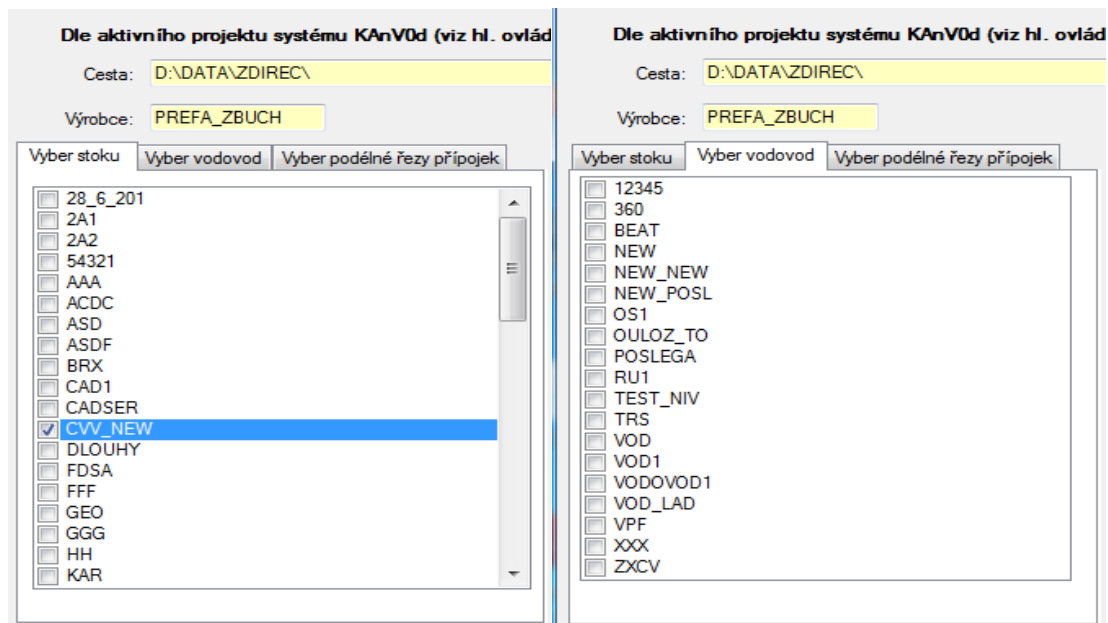 Dle aktivního projektu systému KAnV0d (viz hl. ovlád
Cesta: D:\DATA\ZDIREC\
Výrobce: PREFA_ZBUCH
Vyber stoku Vyber vodovod Vyber podélné řezy přípojek
28_6_201
2A1
2A2
54321
AAA
ACDC
ASD
ASDF
BRX
CAD1
CADSER
CVV_NEW
DLOUHY
FDSA
FFF
GEO
GGG
HH
KAR
Dle aktivního projektu systému KAnV0d (viz hl. ovlád
Cesta: D:\DATA\ZDIREC\
Výrobce: PREFA_ZBUCH
Vyber stoku Vyber vodovod Vyber podélné řezy přípojek
12345
360
BEAT
NEW
NEW_NEW
NEW_POSL
OS1
OULOZ_TO
POSLEGA
RU1
TEST_NIV
TRS
VOD
VOD1
VODOVOD1
VOD_LAD
VPF
XXX
ZXCV